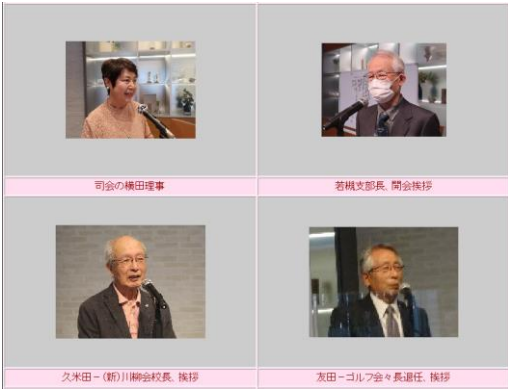 司会の横田理事
若槻支部長、開会挨拶
久米田－(新)川柳会校長、挨拶
友田－ゴルフ会々長退任、挨拶